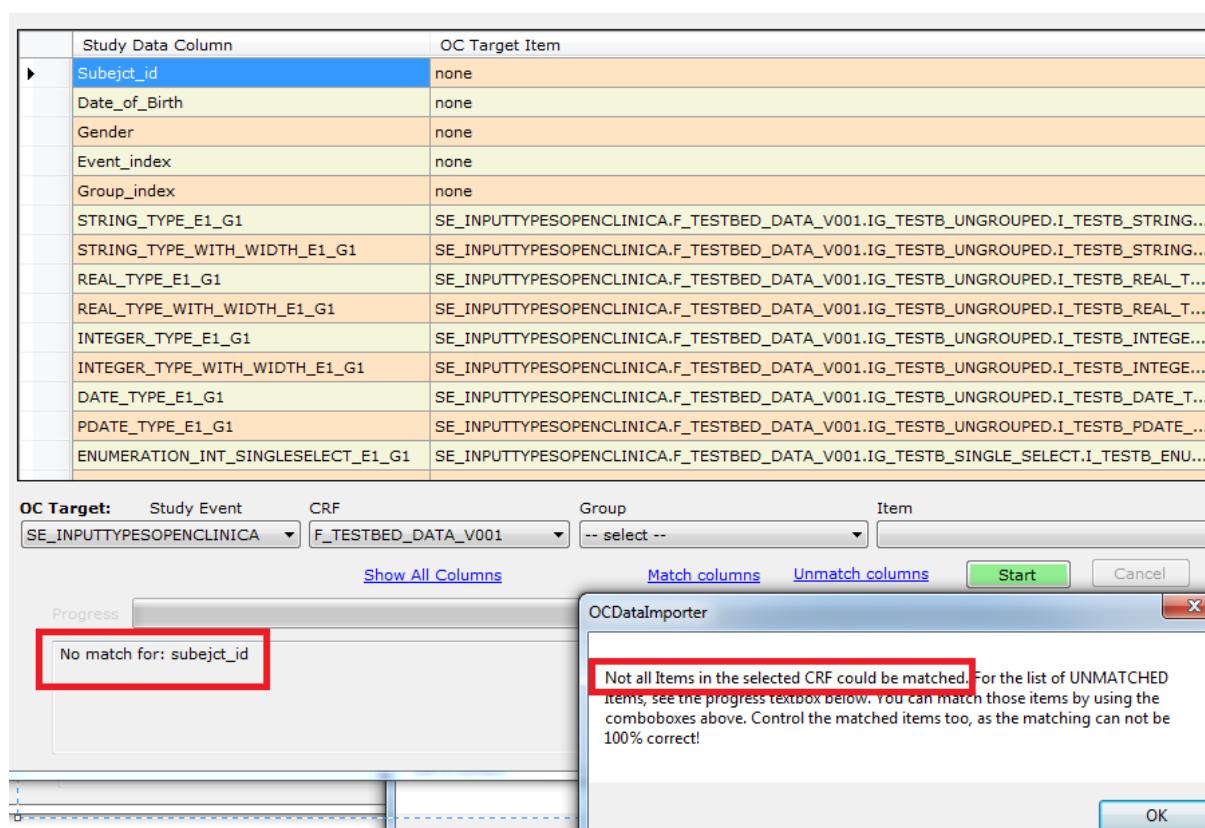 Study Data Column OC Target Item
Subejct_id none
Date_of_Birth none
Gender none
Event_index none
Group_index none
STRING_TYPE_E1_G1 SE_INPUTTYPESOPENCLINICA.F_TESTBED_DATA_V001.IG_TESTB_UNGROUPED.I_TESTB_STRING...
STRING_TYPE_WITH_WIDTH_E1_G1 SE_INPUTTYPESOPENCLINICA.F_TESTBED_DATA_V001.IG_TESTB_UNGROUPED.I_TESTB_STRING...
REAL_TYPE_E1_G1 SE_INPUTTYPESOPENCLINICA.F_TESTBED_DATA_V001.IG_TESTB_UNGROUPED.I_TESTB_REAL_T...
REAL_TYPE_WITH_WIDTH_E1_G1 SE_INPUTTYPESOPENCLINICA.F_TESTBED_DATA_V001.IG_TESTB_UNGROUPED.I_TESTB_REAL_T...
INTEGER_TYPE_E1_G1 SE_INPUTTYPESOPENCLINICA.F_TESTBED_DATA_V001.IG_TESTB_UNGROUPED.I_TESTB_INTEGE...
INTEGER_TYPE_WITH_WIDTH_E1_G1 SE_INPUTTYPESOPENCLINICA.F_TESTBED_DATA_V001.IG_TESTB_UNGROUPED.I_TESTB_INTEGE...
DATE_TYPE_E1_G1 SE_INPUTTYPESOPENCLINICA.F_TESTBED_DATA_V001.IG_TESTB_UNGROUPED.I_TESTB_DATE_T...
PDATE_TYPE_E1_G1 SE_INPUTTYPESOPENCLINICA.F_TESTBED_DATA_V001.IG_TESTB_UNGROUPED.I_TESTB_PDATE_...
ENUMERATION_INT_SINGLESELECT_E1_G1 SE_INPUTTYPESOPENCLINICA.F_TESTBED_DATA_V001.IG_TESTB_SINGLE_SELECT.I_TESTB_ENU...
OC Target: Study Event CRF Group Item
SE_INPUTTYPESOPENCLINICA F_TESTBED_DATA_V001 -- select --
Show All Columns Match columns Unmatch columns Start Cancel
Progress
No match for: subejct_id
OCDataImporter
Not all Items in the selected CRF could be matched. For the list of UNMATCHED
items, see the progress textbox below. You can match those items by using the
comboboxes above. Control the matched items too, as the matching can not be
100% correct!
OK